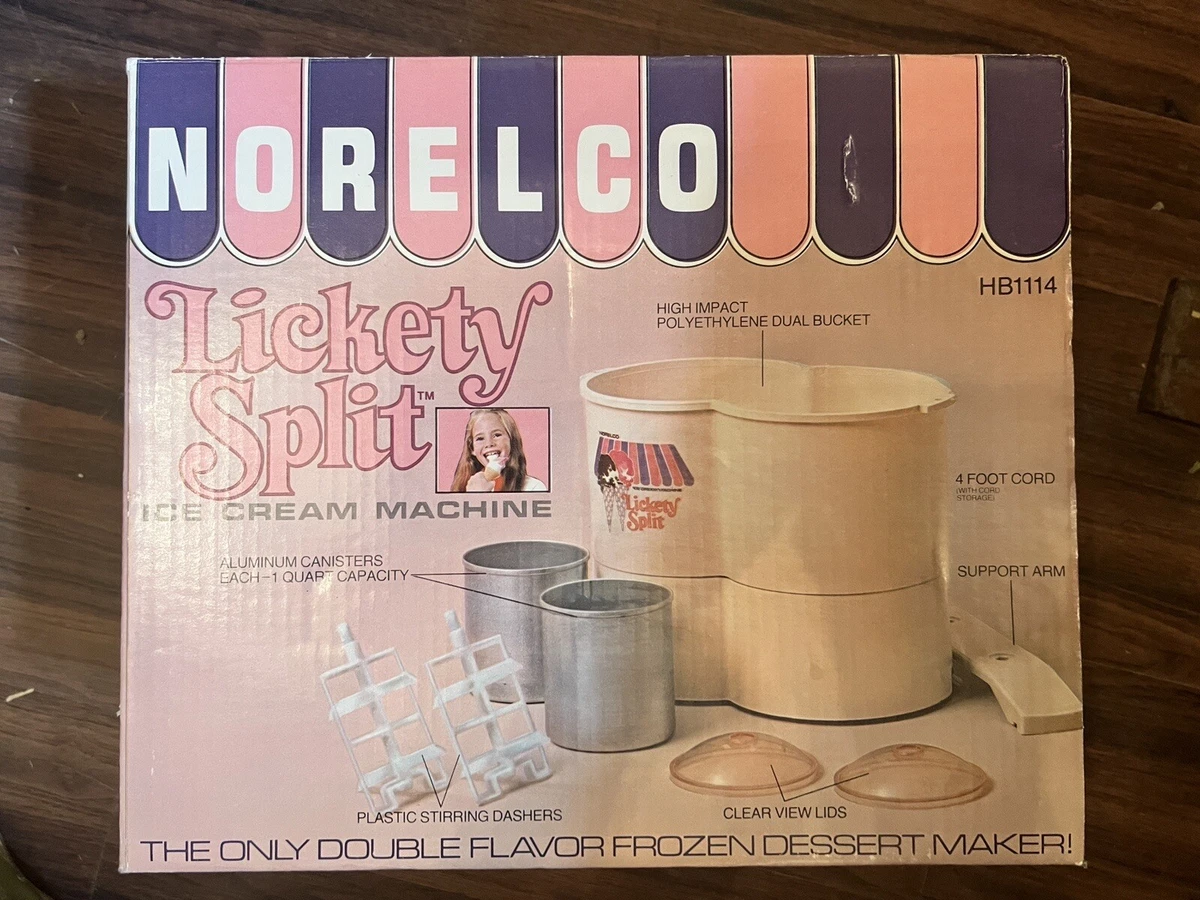 NORELCO
HB1114
Lickety
Split™
ICE CREAM MACHINE
HIGH IMPACT
POLYETHYLENE DUAL BUCKET
NORELCO
Lickety
Split
4 FOOT CORD
(WITH CORD
STORAGE)
SUPPORT ARM
ALUMINUM CANISTERS
EACH-1 QUART CAPACITY
PLASTIC STIRRING DASHERS
CLEAR VIEW LIDS
THE ONLY DOUBLE FLAVOR FROZEN DESSERT MAKER!